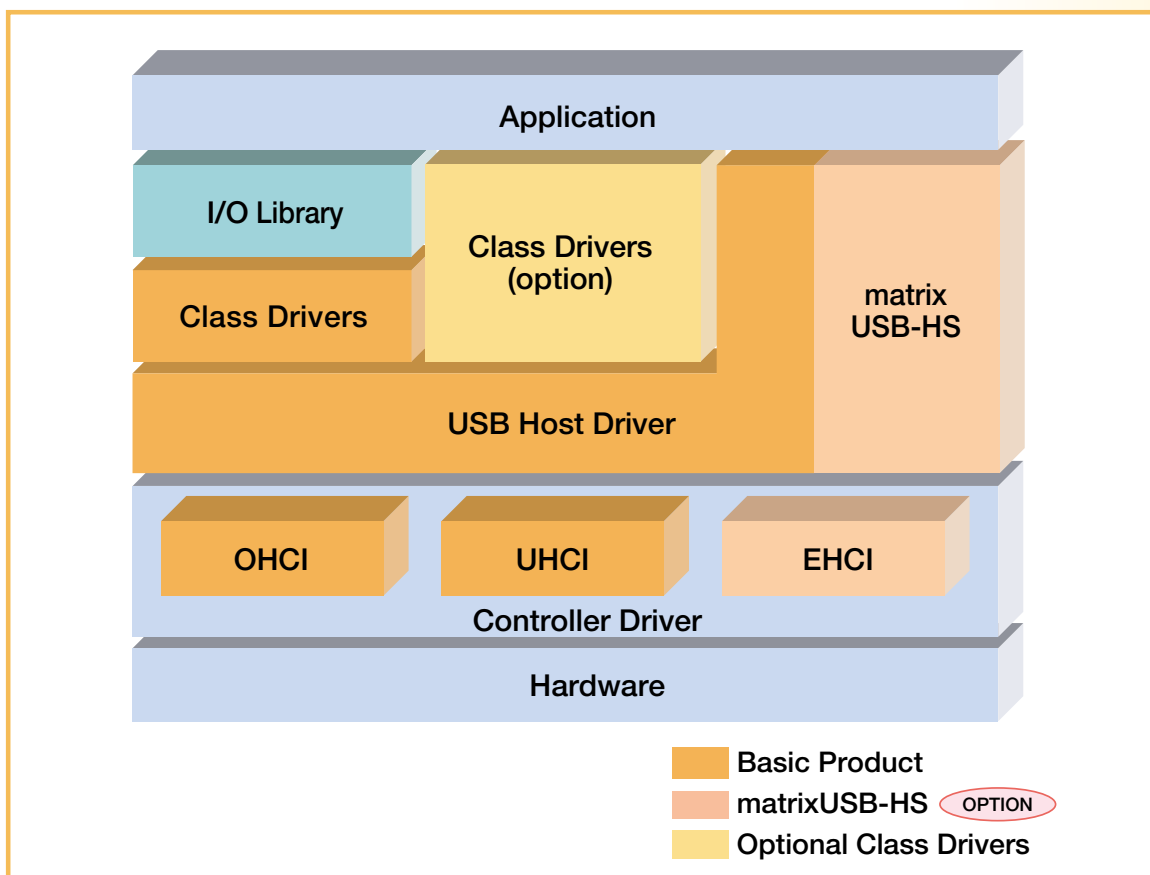 Application
I/O Library
Class Drivers
(option)
matrix
USB-HS
Class Drivers
USB Host Driver
OHCI
UHCI
EHCI
Controller Driver
Hardware
Basic Product
matrixUSB-HS OPTION
Optional Class Drivers